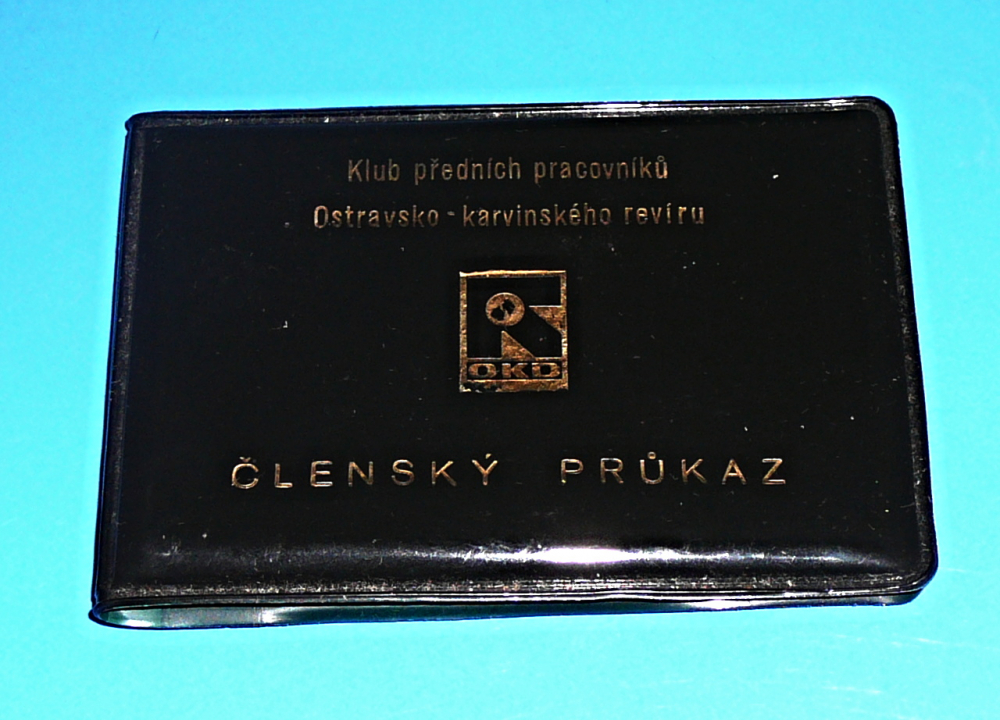 Klub předních pracovníků
Ostravsko - karvinského revíru
OKD
ČLENSKÝ PRŮKAZ